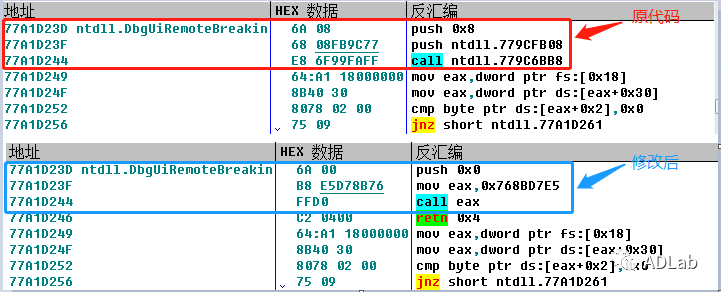 地址 HEX 数据 反汇编
原代码
77A1D23D ntdll.DbgUiRemoteBreakin 6A 08 push 0x8
77A1D23F 68 08FB9C77 push ntdll.779CFB08
77A1D244 E8 6F99FAFF call ntdll.779C6BB8
77A1D249 64:A1 18000000 mov eax,dword ptr fs:[0x18]
77A1D24F 8B40 30 mov eax,dword ptr ds:[eax+0x30]
77A1D252 8078 02 00 cmp byte ptr ds:[eax+0x2],0x0
77A1D256 75 09 jnz short ntdll.77A1D261
地址 HEX 数据 反汇编
修改后
77A1D23D ntdll.DbgUiRemoteBreakin 6A 00 push 0x0
77A1D23F B8 E5D78B76 mov eax,0x768BD7E5
77A1D244 FFD0 call eax
77A1D246 C2 0400 retn 0x4
77A1D249 64:A1 18000000 mov eax,dword ptr fs:[0x18]
77A1D24F 8B40 30 mov eax,dword ptr ds:[eax+0x30]
77A1D252 8078 02 00 cmp byte ptr ds:[eax+0x2],0x0
77A1D256 75 09 jnz short ntdll.77A1D261
ADLab